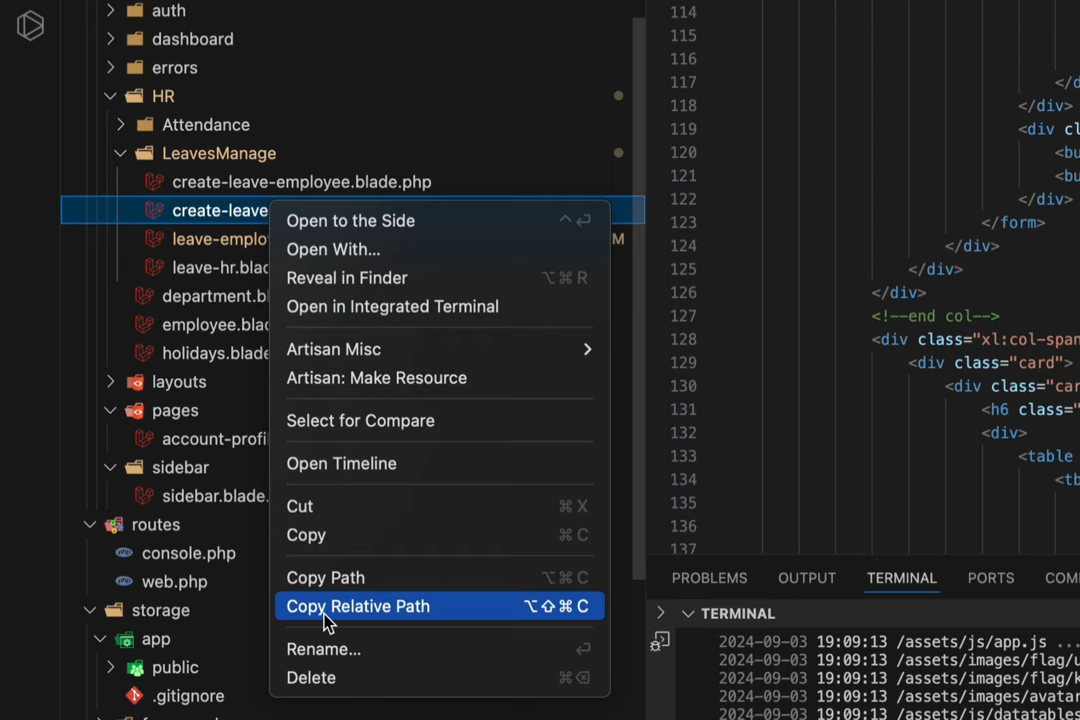 auth
dashboard
errors
HR
Attendance
LeavesManage
create-leave-employee.blade.php
create-leave
leave-emplo
M
leave-hr.blad
department.bl
employee.blad
holidays.blade
layouts
pages
account-profi
sidebar
sidebar.blade.
routes
console.php
web.php
storage
app
public
.gitignore
Open to the Side
Open With...
Reveal in Finder ⌥⌘ R
Open in Integrated Terminal
Artisan Misc
Artisan: Make Resource
Select for Compare
Open Timeline
Cut ⌘ X
Copy ⌘ C
Copy Path ⌥⌘ C
Copy Relative Path ⌥⇧⌘ C
Rename...
Delete ⌘⌫
114
115
116
117 </d
118 </div>
119 <div cl
120 <bu
121 <bu
122 </div>
123 </form>
124 </div>
125 </div>
126 </div>
127 <!--end col-->
128 <div class="xl:col-span
129 <div class="card">
130 <div class="car
131 <h6 class="
132 <div>
133 <table
134 <tb
135
136
137
PROBLEMS OUTPUT TERMINAL PORTS COM
TERMINAL
2024-09-03 19:09:13 /assets/js/app.js ...
2024-09-03 19:09:13 /assets/images/flag/u
2024-09-03 19:09:13 /assets/images/flag/k
2024-09-03 19:09:13 /assets/images/avatar
2024-09-03 19:09:13 /assets/js/datatables